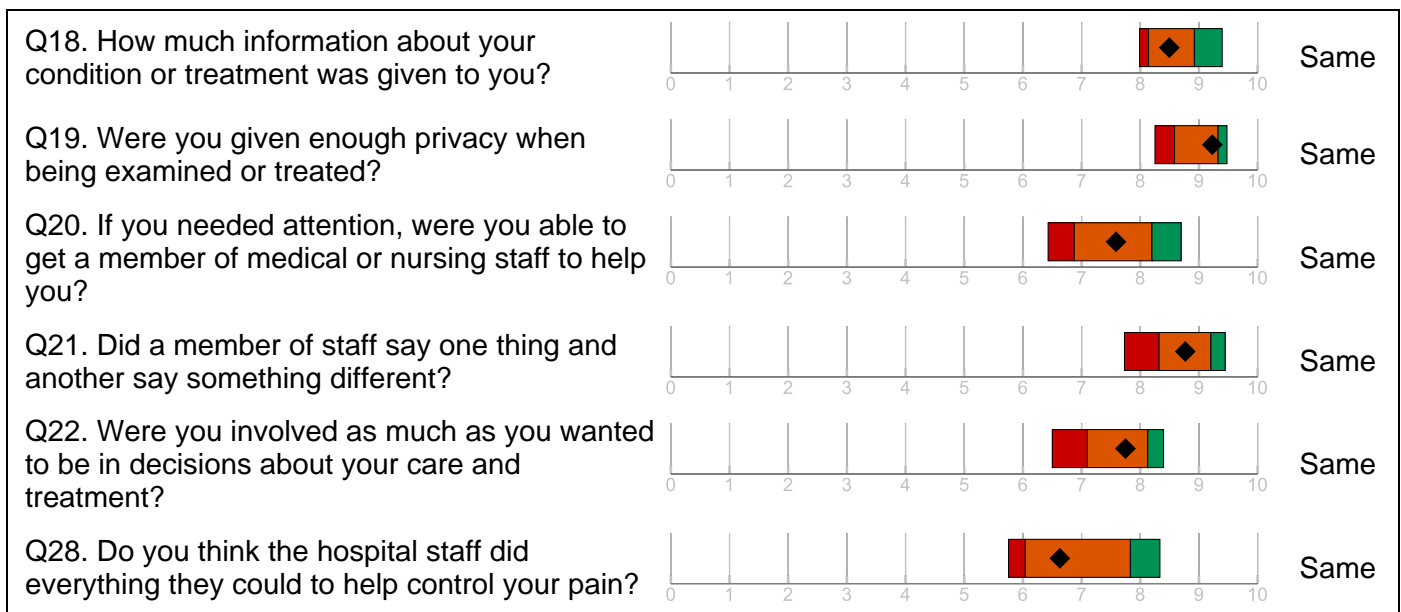 Q18. How much information about your
condition or treatment was given to you?
0 1 2 3 4 5 6 7 8 9 10
Same
Q19. Were you given enough privacy when
being examined or treated?
0 1 2 3 4 5 6 7 8 9 10
Same
Q20. If you needed attention, were you able to
get a member of medical or nursing staff to help
you?
0 1 2 3 4 5 6 7 8 9 10
Same
Q21. Did a member of staff say one thing and
another say something different?
0 1 2 3 4 5 6 7 8 9 10
Same
Q22. Were you involved as much as you wanted
to be in decisions about your care and
treatment?
0 1 2 3 4 5 6 7 8 9 10
Same
Q28. Do you think the hospital staff did
everything they could to help control your pain?
0 1 2 3 4 5 6 7 8 9 10
Same